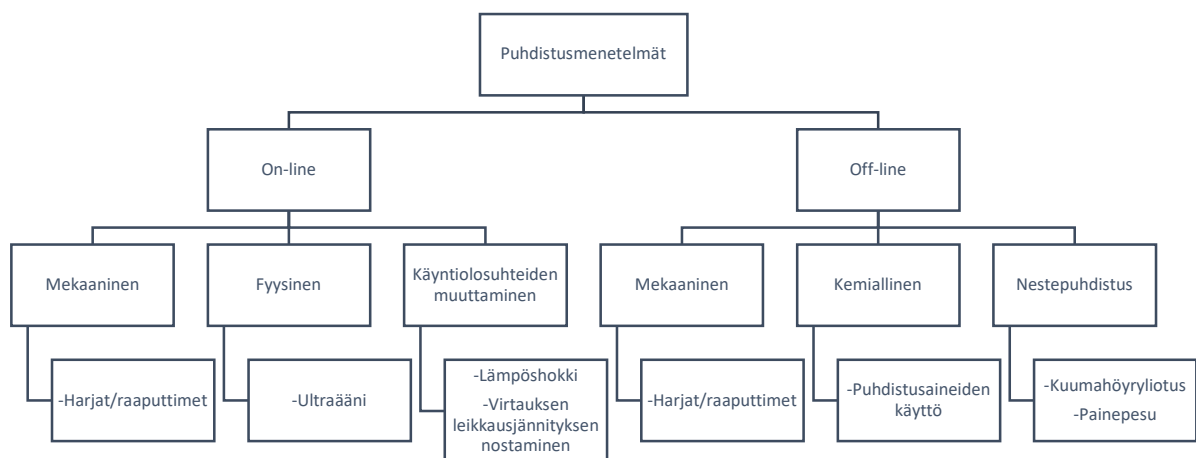 Puhdistusmenetelmät
On-line
Off-line
Mekaaninen
Fyysinen
Käyntiolosuhteiden
muuttaminen
Mekaaninen
Kemiallinen
Nestepuhdistus
-Harjat/raaputtimet
-Ultraääni
-Lämpöshokki
-Virtauksen
leikkausjännityksen
nostaminen
-Harjat/raaputtimet
-Puhdistusaineiden
käyttö
-Kuumahöyryliotus
-Painepesu